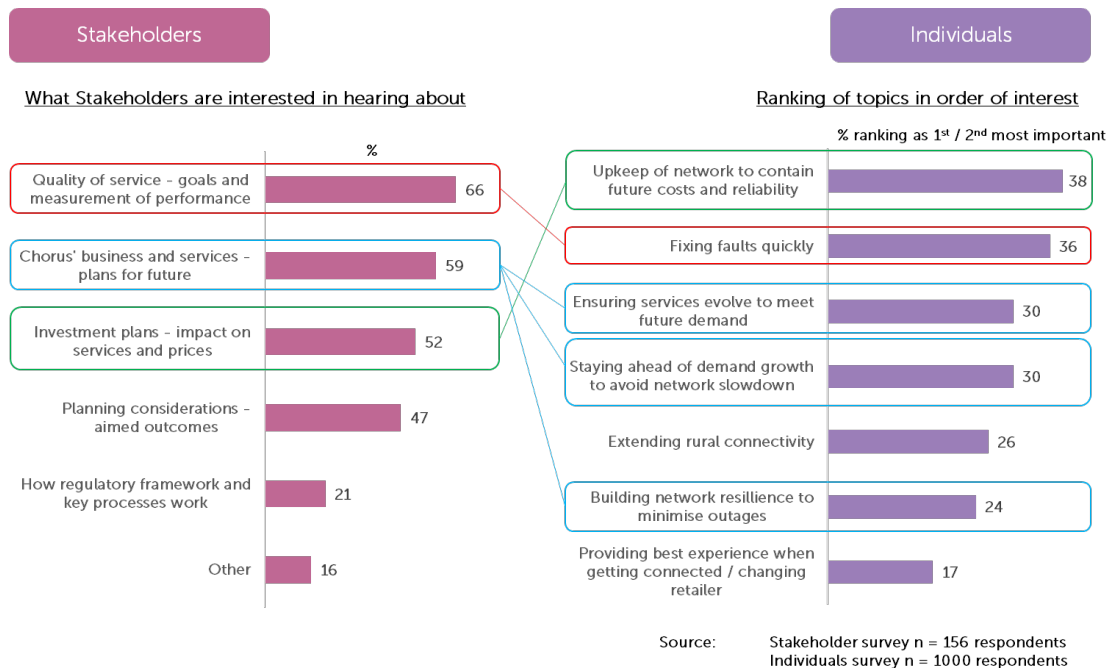 Stakeholders
Individuals
What Stakeholders are interested in hearing about
Ranking of topics in order of interest
%
% ranking as 1st / 2nd most important
Quality of service - goals and
measurement of performance
66
Chorus' business and services -
plans for future
59
Investment plans - impact on
services and prices
52
Planning considerations -
aimed outcomes
47
How regulatory framework and
key processes work
21
Other
16
Upkeep of network to contain
future costs and reliability
38
Fixing faults quickly
36
Ensuring services evolve to meet
future demand
30
Staying ahead of demand growth
to avoid network slowdown
30
Extending rural connectivity
26
Building network resillience to
minimise outages
24
Providing best experience when
getting connected / changing
retailer
17
Source: Stakeholder survey n = 156 respondents
Individuals survey n = 1000 respondents